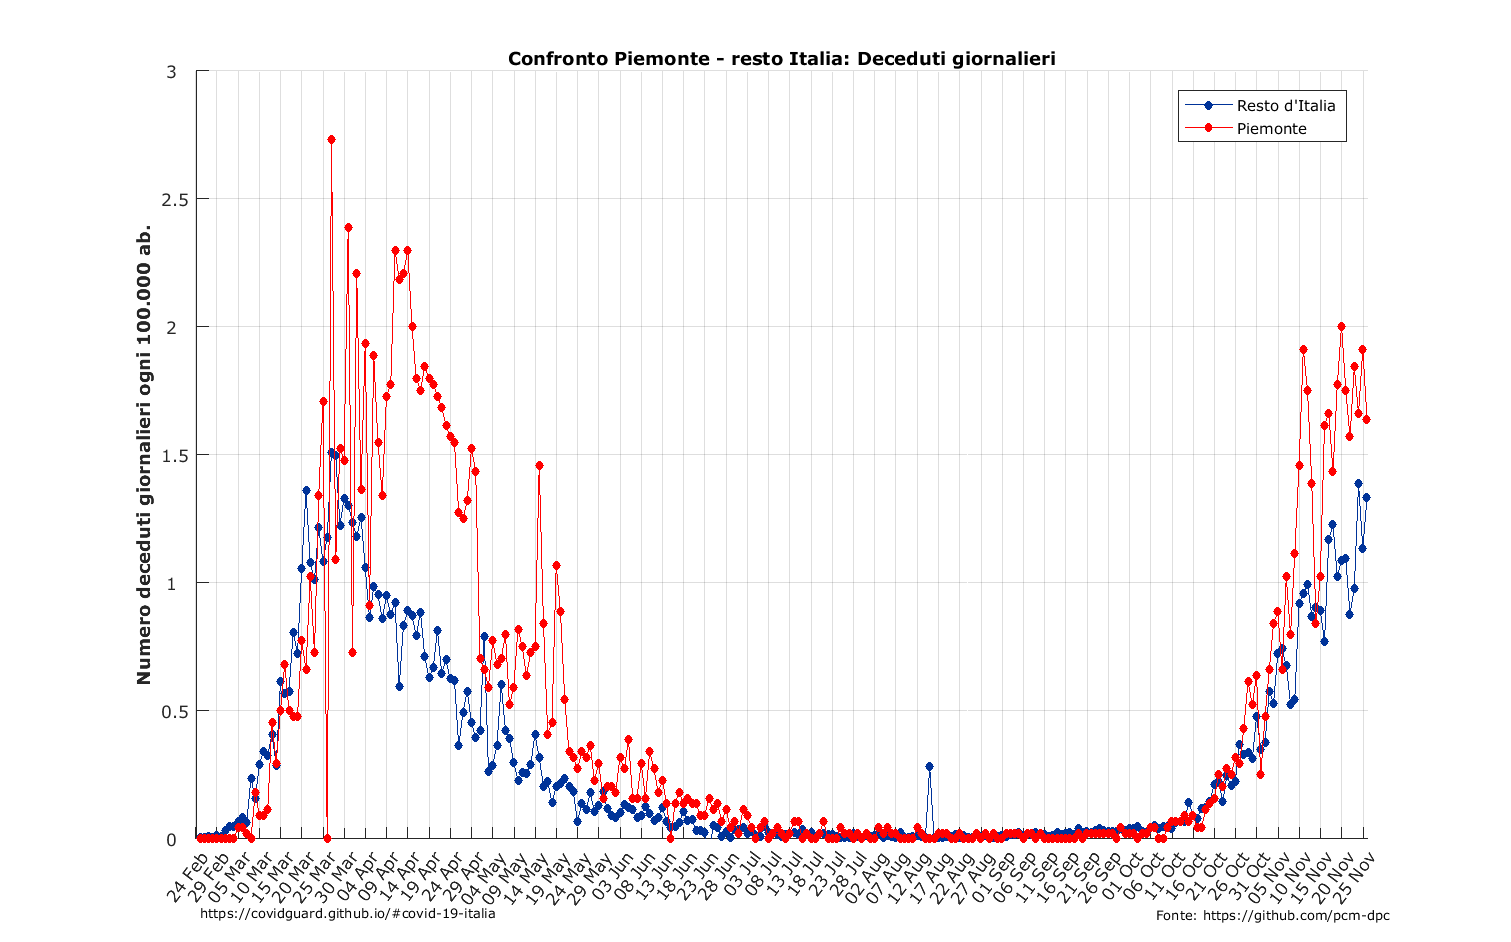 Confronto Piemonte - resto Italia: Deceduti giornalieri
Numero deceduti giornalieri ogni 100.000 ab.
3
2.5
2
1.5
1
0.5
0
Resto d'Italia
Piemonte
24 Feb
29 Feb
05 Mar
10 Mar
15 Mar
20 Mar
25 Mar
30 Mar
04 Apr
09 Apr
14 Apr
19 Apr
24 Apr
29 Apr
04 May
09 May
14 May
19 May
24 May
29 May
03 Jun
08 Jun
13 Jun
18 Jun
23 Jun
28 Jun
03 Jul
08 Jul
13 Jul
18 Jul
23 Jul
28 Jul
02 Aug
07 Aug
12 Aug
17 Aug
22 Aug
27 Aug
01 Sep
06 Sep
11 Sep
16 Sep
21 Sep
26 Sep
01 Oct
06 Oct
11 Oct
16 Oct
21 Oct
26 Oct
31 Oct
05 Nov
10 Nov
15 Nov
20 Nov
25 Nov
https://covidguard.github.io/#covid-19-italia
Fonte: https://github.com/pcm-dpc